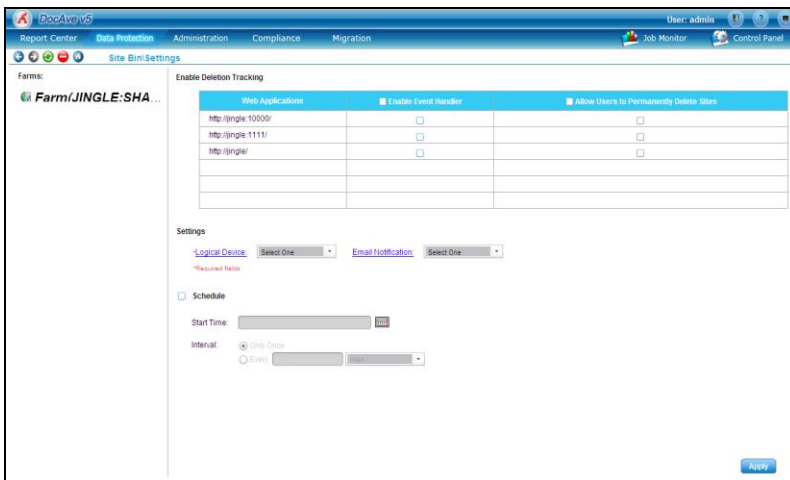 DocAve v5
User: admin
Report Center Data Protection Administration Compliance Migration Job Monitor Control Panel
Site Bin\Settings
Farms:
Farm(JINGLE:SHA...
Enable Deletion Tracking
Web Applications Enable Event Handler Allow Users to Permanently Delete Sites
http://jingle:10000/
http://jingle:1111/
http://jingle/
Settings
*Logical Device: Select One Email Notification: Select One
*Required fields
Schedule
Start Time:
Interval: Only Once
Every
Apply